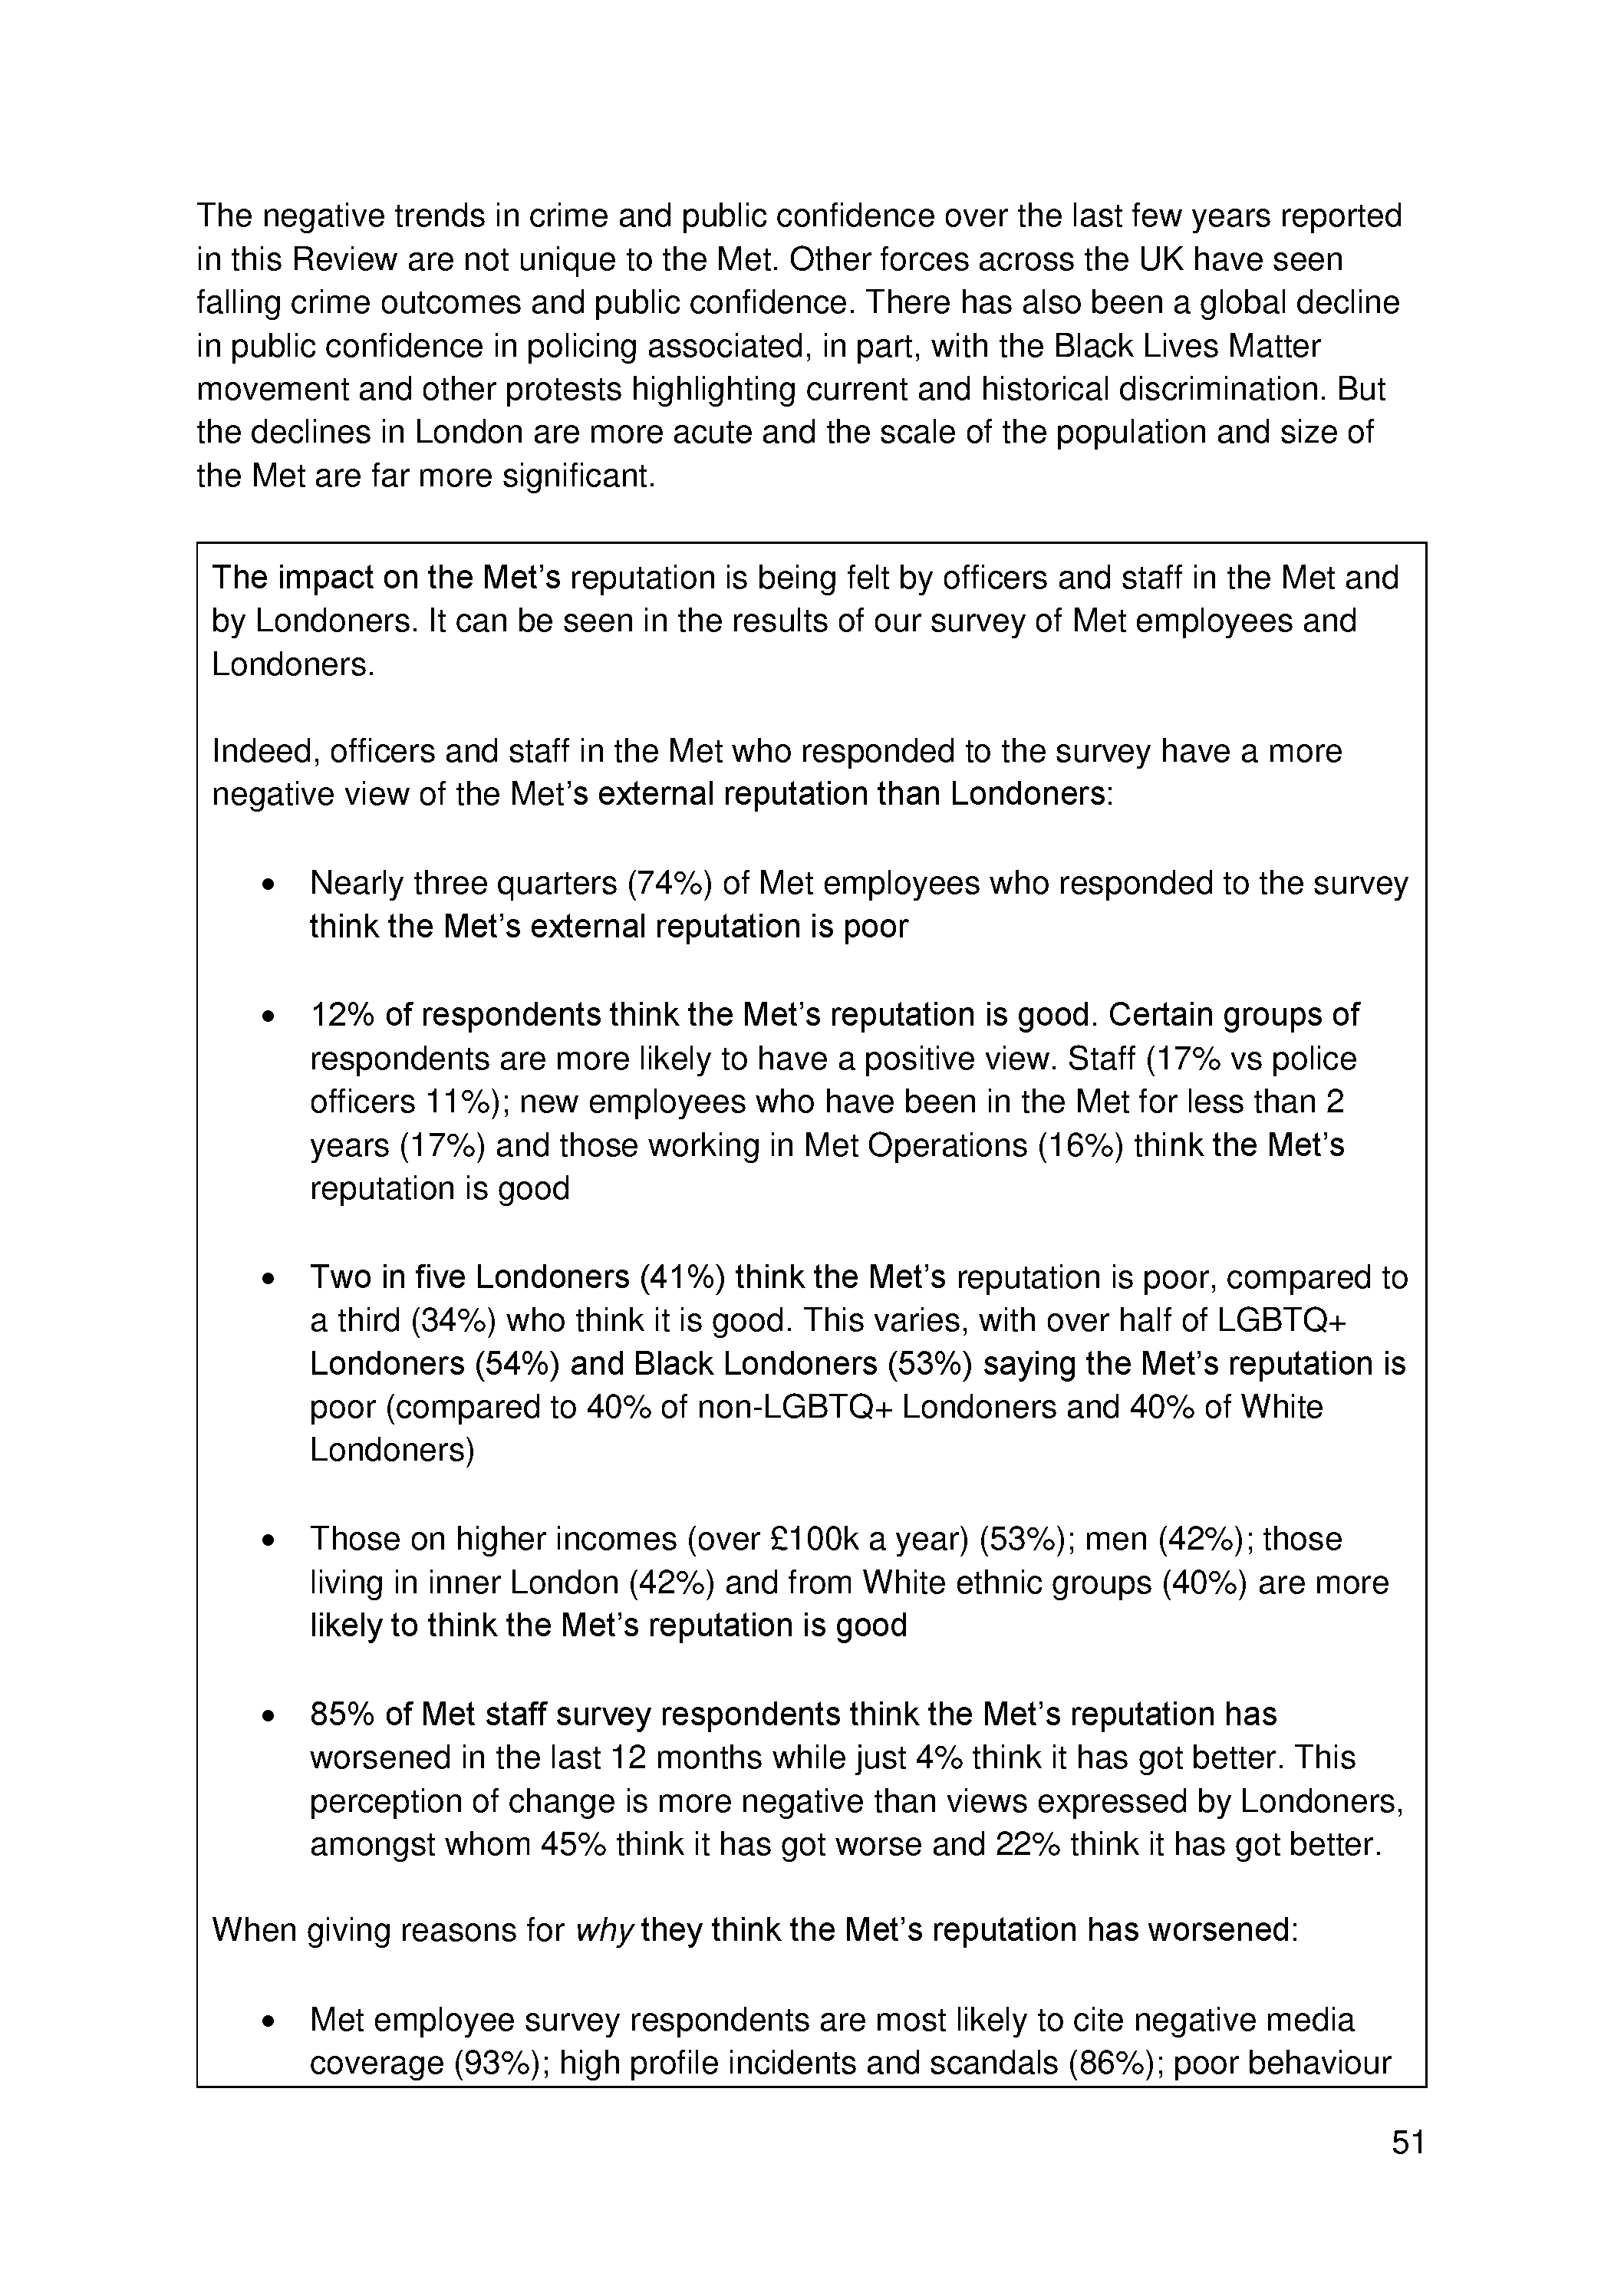 The negative trends in crime and public confidence over the last few years reported
in this Review are not unique to the Met. Other forces across the UK have seen
falling crime outcomes and public confidence. There has also been a global decline
in public confidence in policing associated, in part, with the Black Lives Matter
movement and other protests highlighting current and historical discrimination. But
the declines in London are more acute and the scale of the population and size of
the Met are far more significant.
The impact on the Met’s reputation is being felt by officers and staff in the Met and
by Londoners. It can be seen in the results of our survey of Met employees and
Londoners.
Indeed, officers and staff in the Met who responded to the survey have a more
negative view of the Met’s external reputation than Londoners:
• Nearly three quarters (74%) of Met employees who responded to the survey
think the Met’s external reputation is poor
• 12% of respondents think the Met’s reputation is good. Certain groups of
respondents are more likely to have a positive view. Staff (17% vs police
officers 11%); new employees who have been in the Met for less than 2
years (17%) and those working in Met Operations (16%) think the Met’s
reputation is good
• Two in five Londoners (41%) think the Met’s reputation is poor, compared to
a third (34%) who think it is good. This varies, with over half of LGBTQ+
Londoners (54%) and Black Londoners (53%) saying the Met’s reputation is
poor (compared to 40% of non-LGBTQ+ Londoners and 40% of White
Londoners)
• Those on higher incomes (over £100k a year) (53%); men (42%); those
living in inner London (42%) and from White ethnic groups (40%) are more
likely to think the Met’s reputation is good
• 85% of Met staff survey respondents think the Met’s reputation has
worsened in the last 12 months while just 4% think it has got better. This
perception of change is more negative than views expressed by Londoners,
amongst whom 45% think it has got worse and 22% think it has got better.
When giving reasons for why they think the Met’s reputation has worsened:
• Met employee survey respondents are most likely to cite negative media
coverage (93%); high profile incidents and scandals (86%); poor behaviour
51